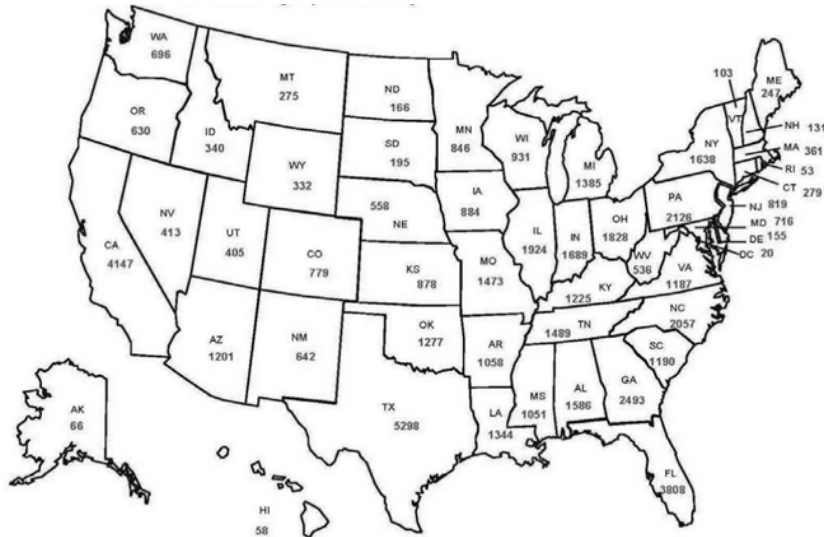 WA
696
OR
630
CA
4147
NV
413
ID
340
MT
275
WY
332
UT
405
AZ
1201
CO
779
NM
642
ND
166
SD
195
558
NE
KS
878
OK
1277
TX
5298
MN
846
IA
884
MO
1473
AR
1058
LA
1344
WI
931
IL
1924
MI
1385
IN
1689
OH
1828
KY
1225
1489 TN
MS
1051
AL
1586
GA
2493
FL
3808
SC
1190
NC
2057
VA
1187
WV
536
PA
2126
NY
1638
103
VT
ME
247
NH 131
MA 361
RI 53
CT
279
NJ 819
MD 716
DE 155
DC 20
AK
66
HI
58